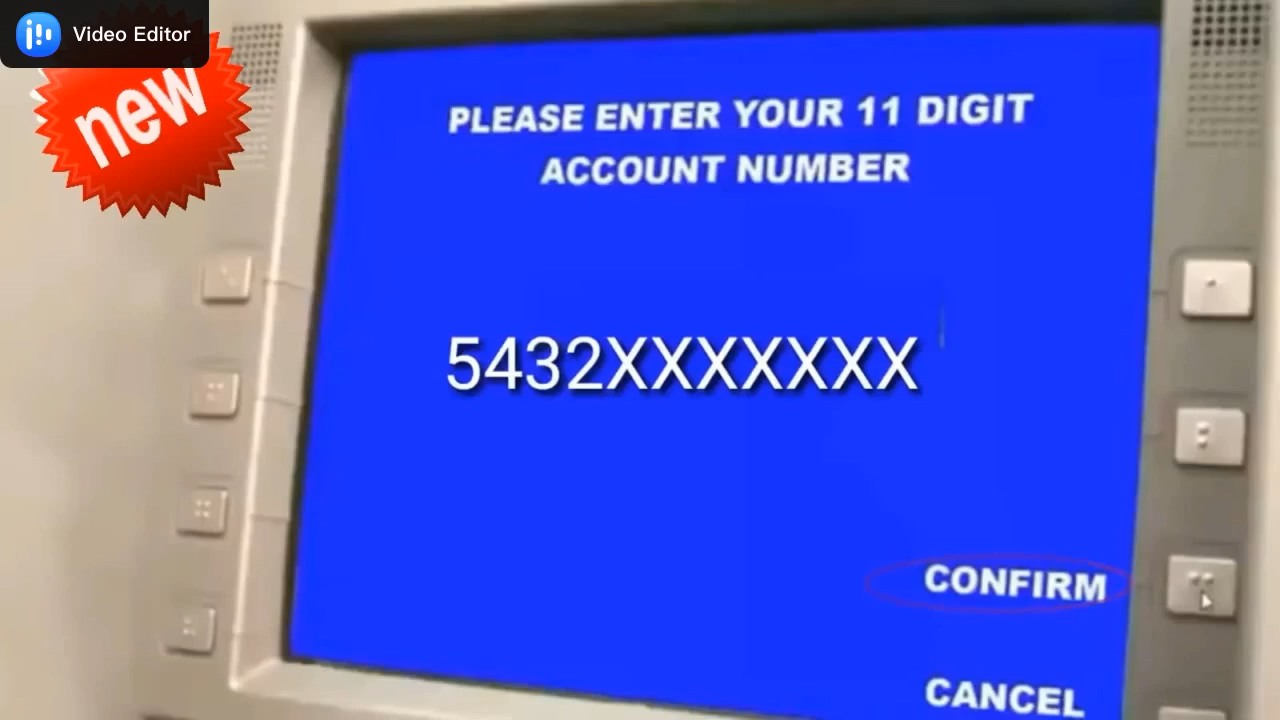 Video Editor
new
PLEASE ENTER YOUR 11 DIGIT
ACCOUNT NUMBER
5432XXXXXXX
CONFIRM
CANCEL